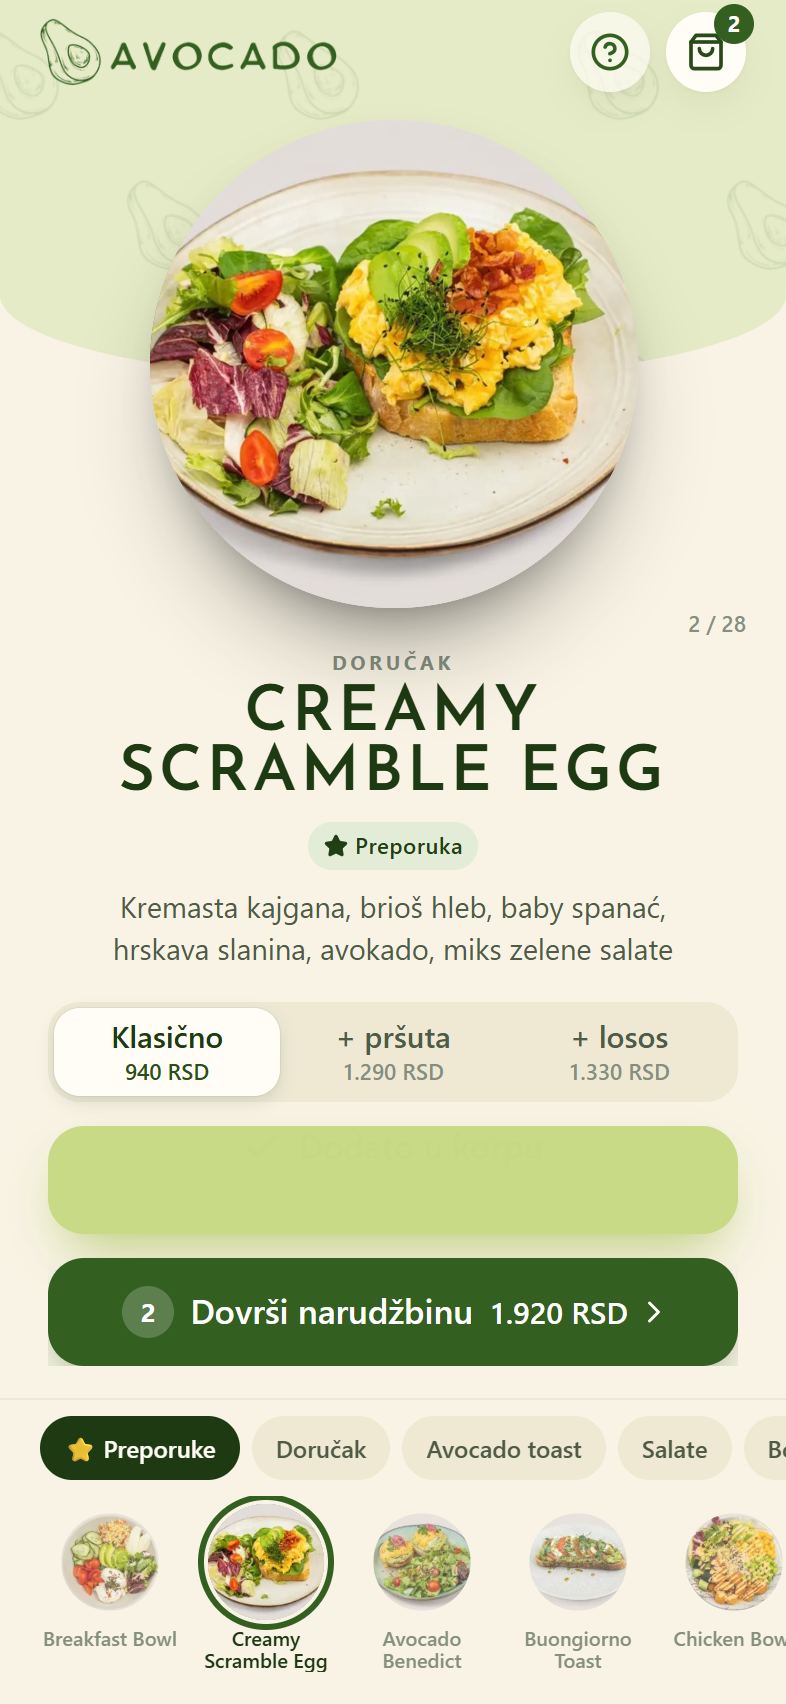 AVOCADO
2
2 / 28
DORUČAK
CREAMY
SCRAMBLE EGG
Preporuka
Kremasta kajgana, brioš hleb, baby spanać,
hrskava slanina, avokado, miks zelene salate
Klasično + pršuta + losos
940 RSD 1.290 RSD 1.330 RSD
Dodato u korpu
2 Dovrši narudžbinu 1.920 RSD
Preporuke Doručak Avocado toast Salate
Breakfast Bowl Creamy Avocado Buongiorno Chicken Bow
Scramble Egg Benedict Toast